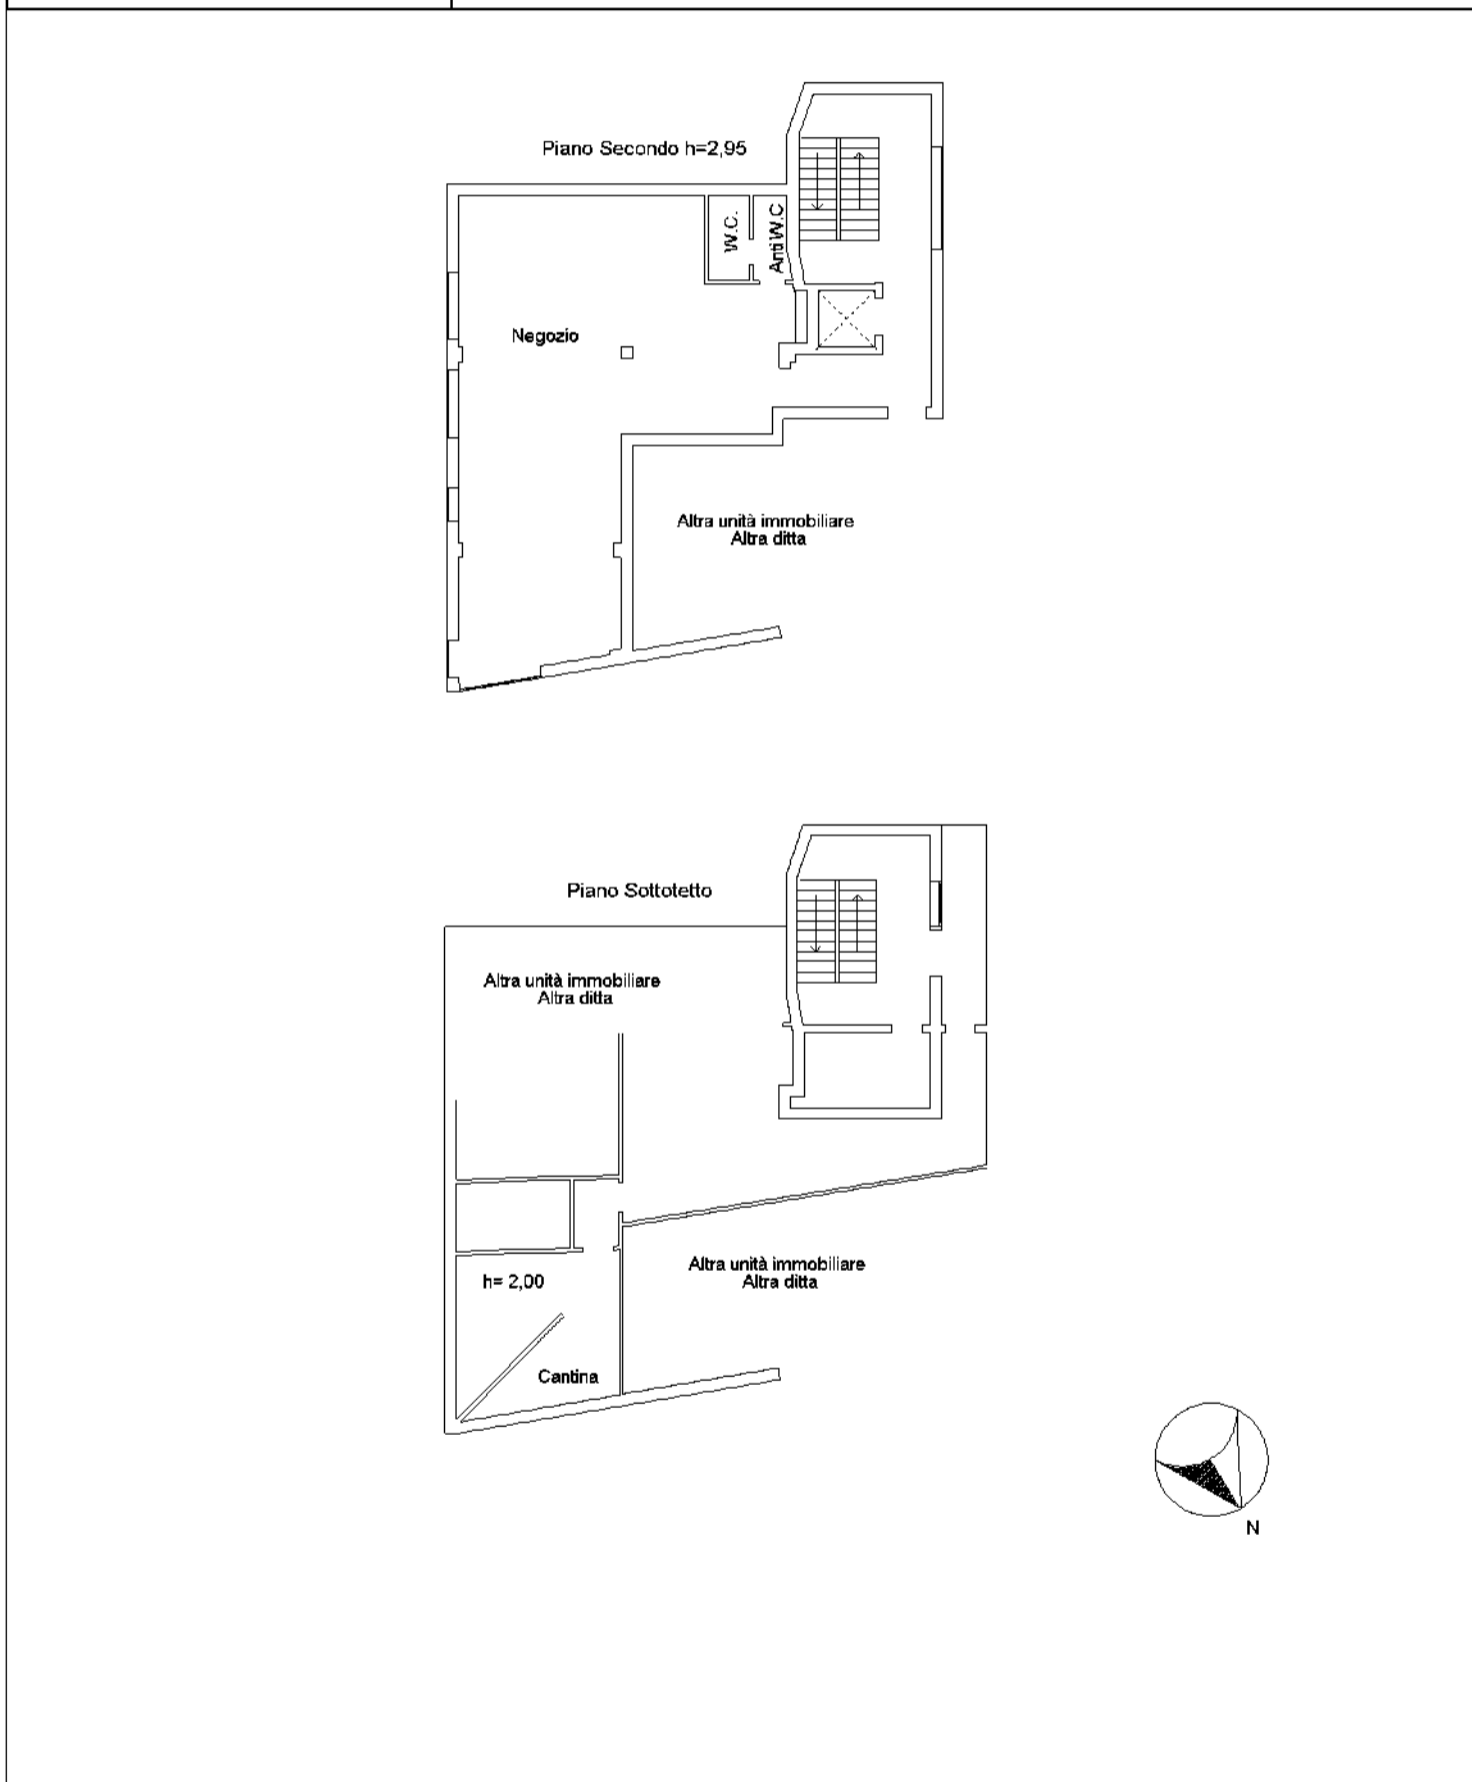 Piano Secondo h=2,95
W.C.
Anti W.C
Negozio
Altra unità immobiliare
Altra ditta
Piano Sottotetto
Altra unità immobiliare
Altra ditta
Altra unità immobiliare
Altra ditta
h= 2,00
Cantina
N